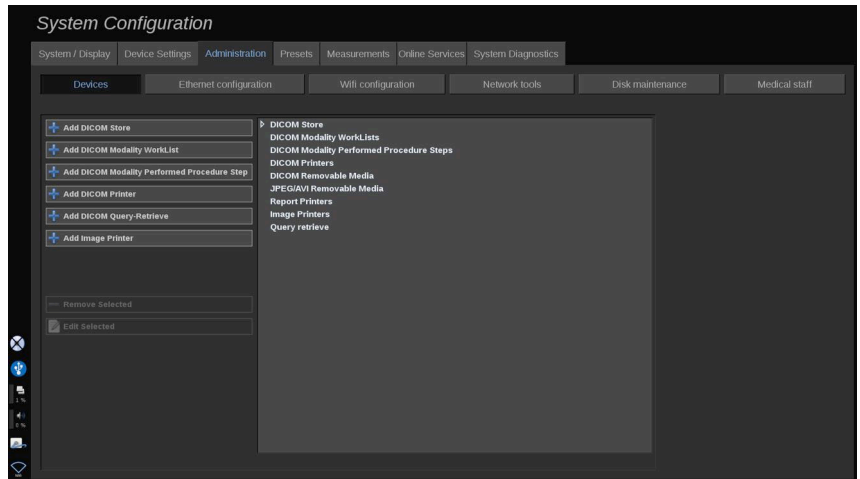 System Configuration
System / Display Device Settings Administration Presets Measurements Online Services System Diagnostics
Devices Ethernet configuration Wifi configuration Network tools Disk maintenance Medical staff
Add DICOM Store
Add DICOM Modality WorkList
Add DICOM Modality Performed Procedure Step
Add DICOM Printer
Add DICOM Query-Retrieve
Add Image Printer
Remove Selected
Edit Selected
DICOM Store
DICOM Modality WorkLists
DICOM Modality Performed Procedure Steps
DICOM Printers
DICOM Removable Media
JPEG/AVI Removable Media
Report Printers
Image Printers
Query retrieve
1 %
0 %